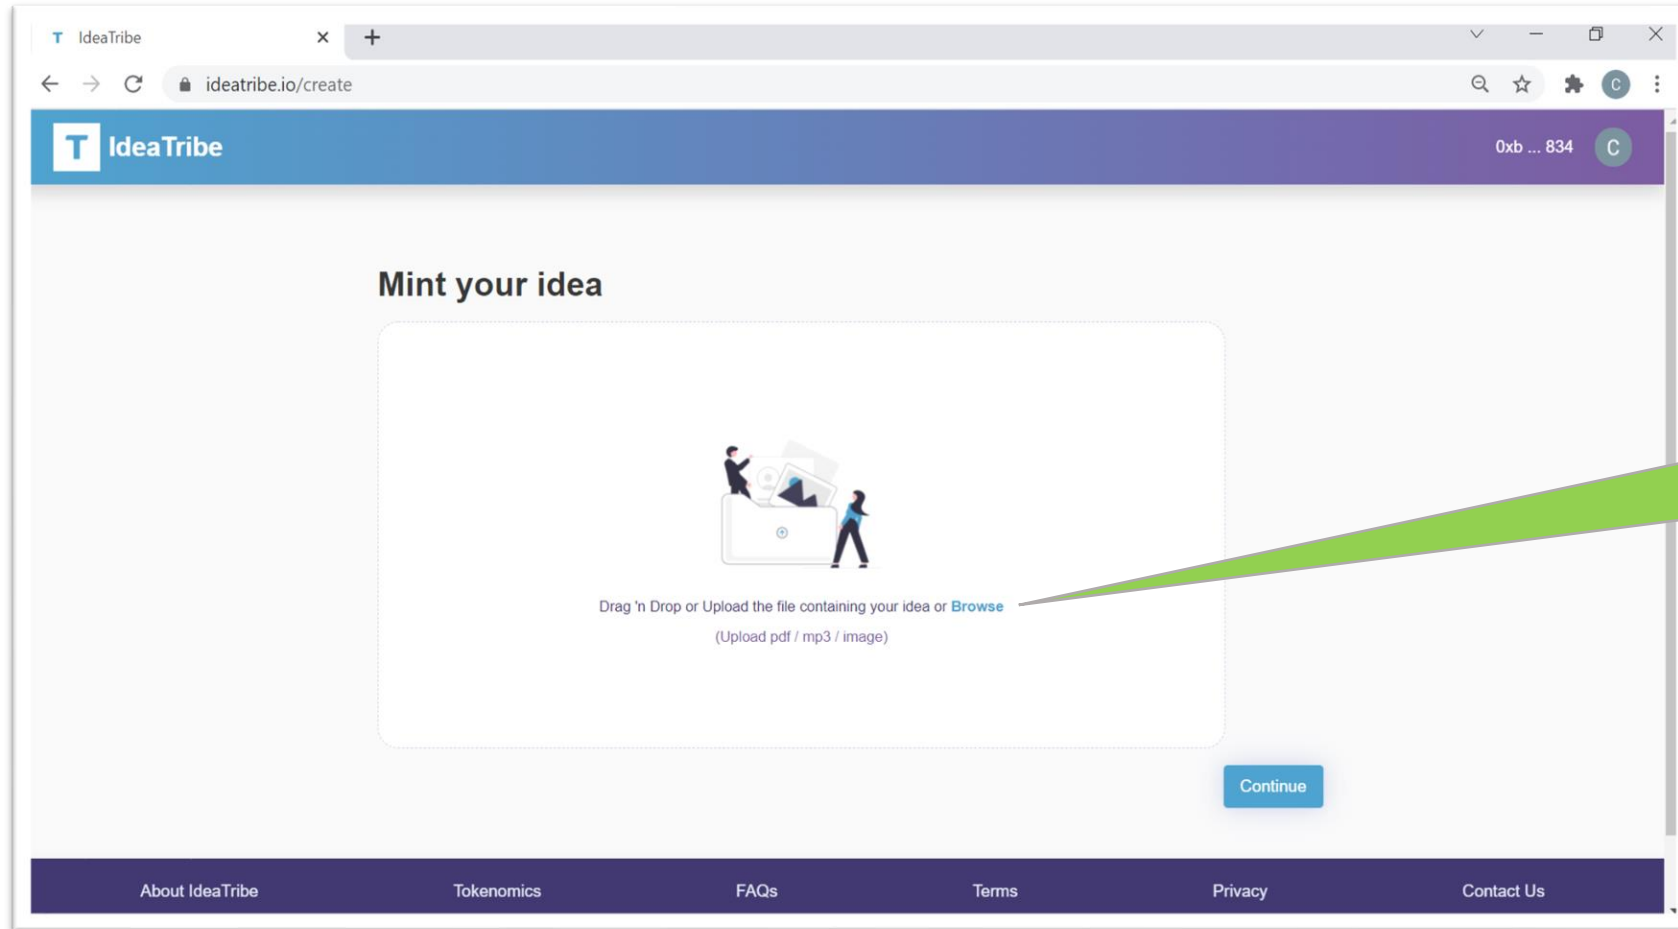 T IdeaTribe
ideatribe.io/create
C
T IdeaTribe
0xb ... 834 C
Mint your idea
Drag 'n Drop or Upload the file containing your idea or Browse
(Upload pdf / mp3 / image)
Continue
About IdeaTribe Tokenomics FAQs Terms Privacy Contact Us